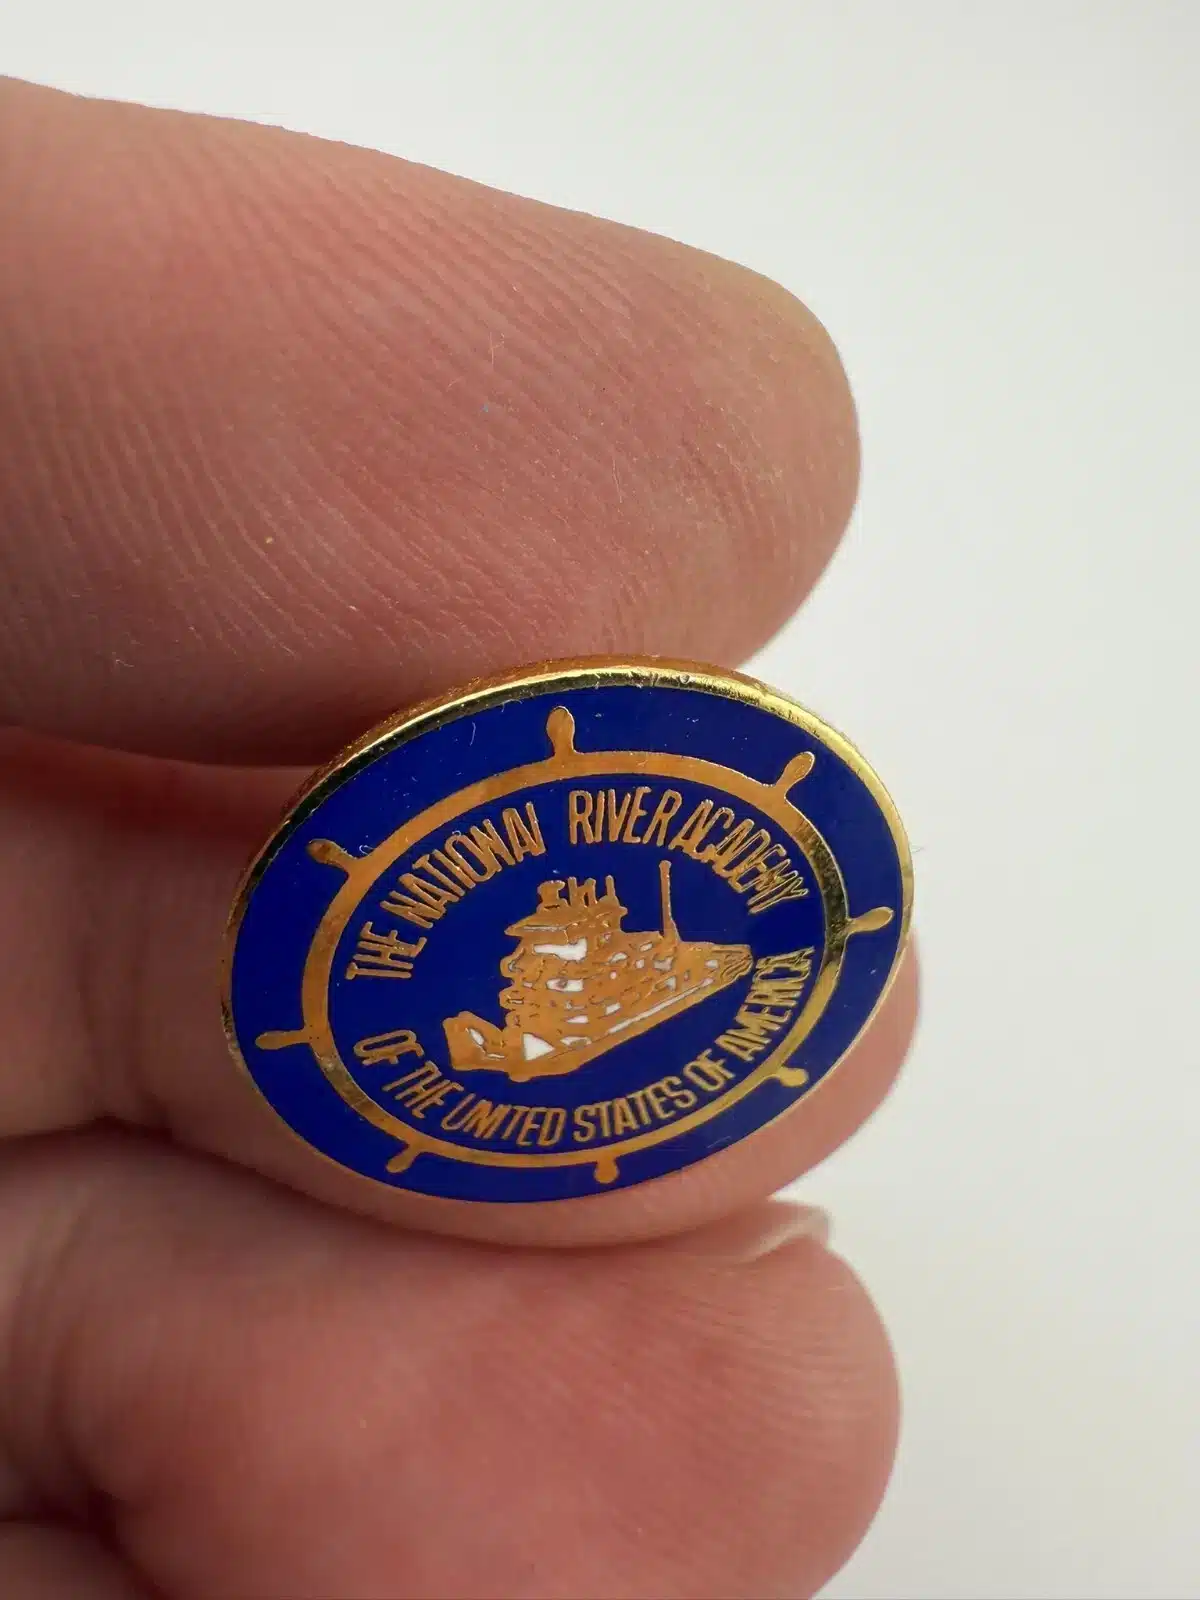 THE NATIONAL RIVER ACADEMY
OF THE UNITED STATES OF AMERICA